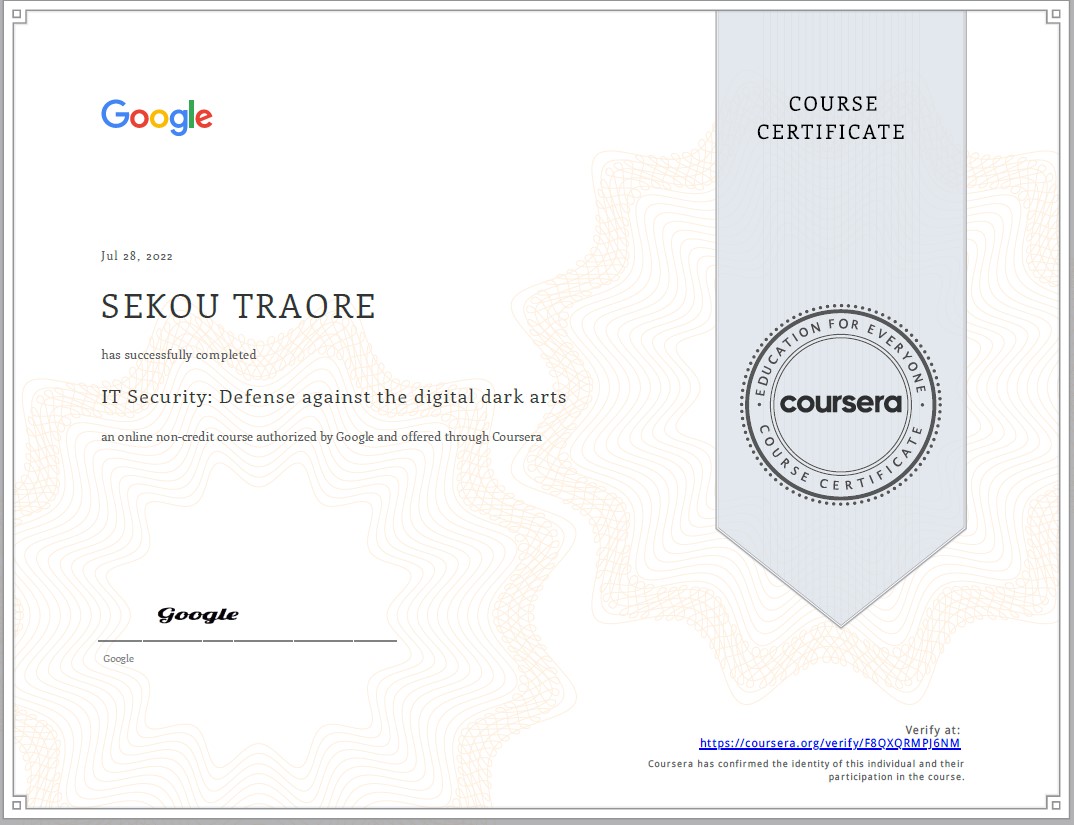 Google
COURSE
CERTIFICATE
Jul 28, 2022
SEKOU TRAORE
has successfully completed
IT Security: Defense against the digital dark arts
an online non-credit course authorized by Google and offered through Coursera
EDUCATION FOR EVERYONE
coursera
COURSE CERTIFICATE
Google
Google
Verify at:
https://coursera.org/verify/F8QXQRMPJ6NM
Coursera has confirmed the identity of this individual and their
participation in the course.